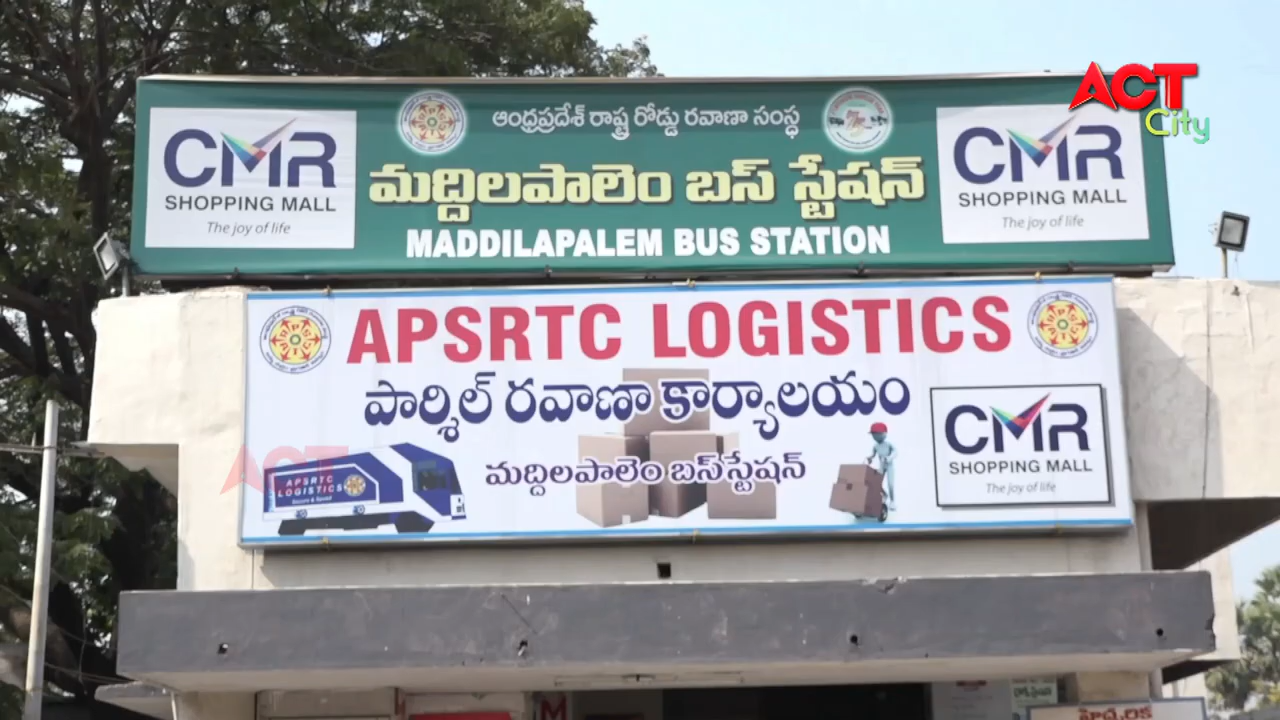 ACT
City
ఆంధ్రప్రదేశ్ రాష్ట్ర రోడ్డు రవాణా సంస్థ
CMR
SHOPPING MALL
The joy of life
మద్దిలపాలెం బస్ స్టేషన్
MADDILAPALEM BUS STATION
CMR
SHOPPING MALL
The joy of life
APSRTC LOGISTICS
పార్శిల్ రవాణా కార్యాలయం
మద్దిలపాలెం బస్‌స్టేషన్
ACT
APSRTC
LOGISTICS
CMR
SHOPPING MALL
The joy of life
M
హెచ్చరిక